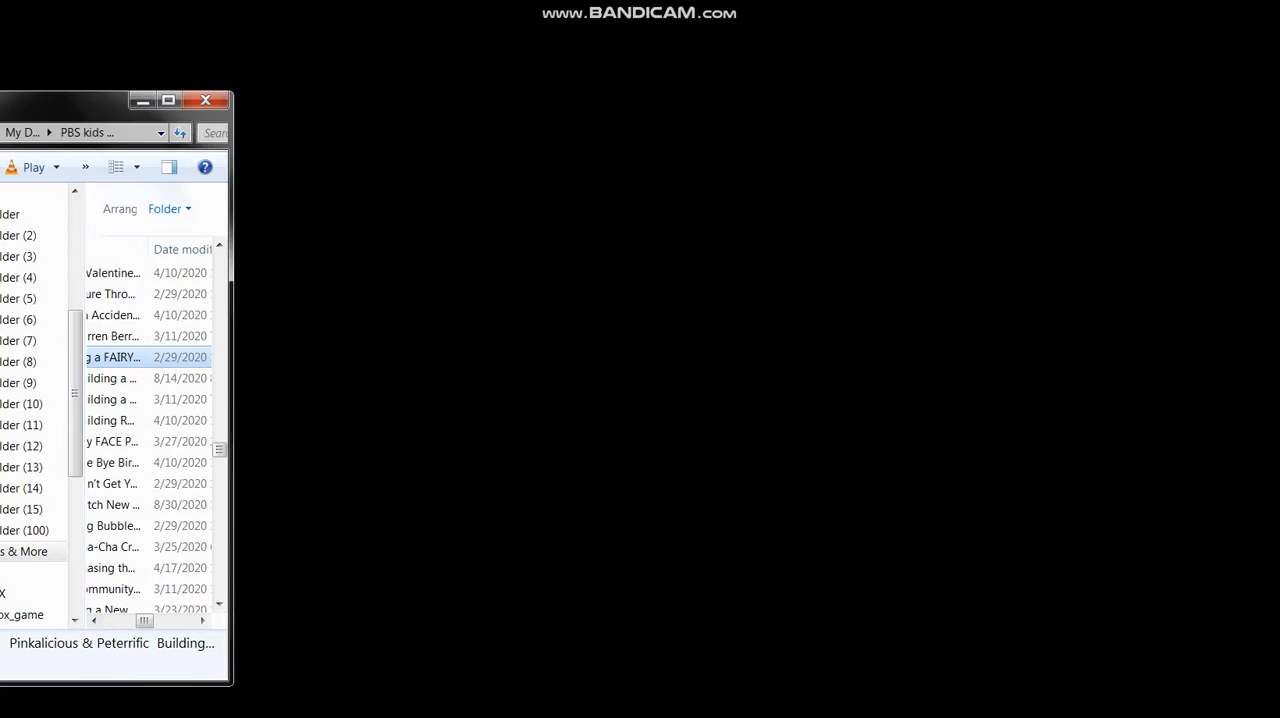 www.BANDICAM.com
My D... PBS kids ...
Sear
Play »
Arrang Folder
Date modif
lder
lder (2)
lder (3)
lder (4)
lder (5)
lder (6)
lder (7)
lder (8)
lder (9)
lder (10)
lder (11)
lder (12)
lder (13)
lder (14)
lder (15)
lder (100)
s & More
X
ox_game
Valentine... 4/10/2020
ure Thro... 2/29/2020
n Acciden... 4/10/2020
rren Berr... 3/11/2020
g a FAIRY... 2/29/2020
ilding a ... 8/14/2020
ilding a ... 3/11/2020
ilding R... 4/10/2020
y FACE P... 3/27/2020
e Bye Bir... 4/10/2020
n't Get Y... 2/29/2020
tch New ... 8/30/2020
g Bubble... 2/29/2020
a-Cha Cr... 3/25/2020
asing th... 4/17/2020
ommunity... 3/11/2020
g a New 3/23/2020
Pinkalicious & Peterrific Building...